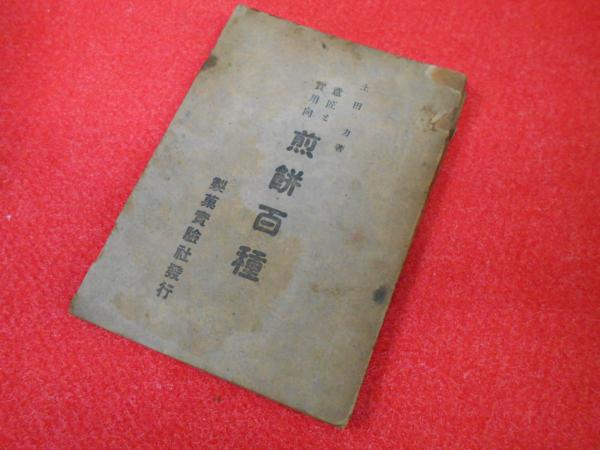 土田力著
意匠と
實用向
煎餅百種
製菓實驗社發行